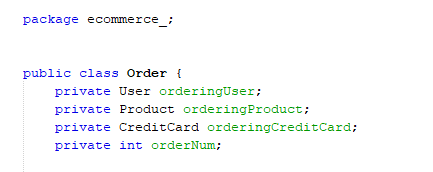 package ecommerce_;
public class Order {
private User orderingUser;
private Product orderingProduct;
private CreditCard orderingCreditCard;
private int orderNum;